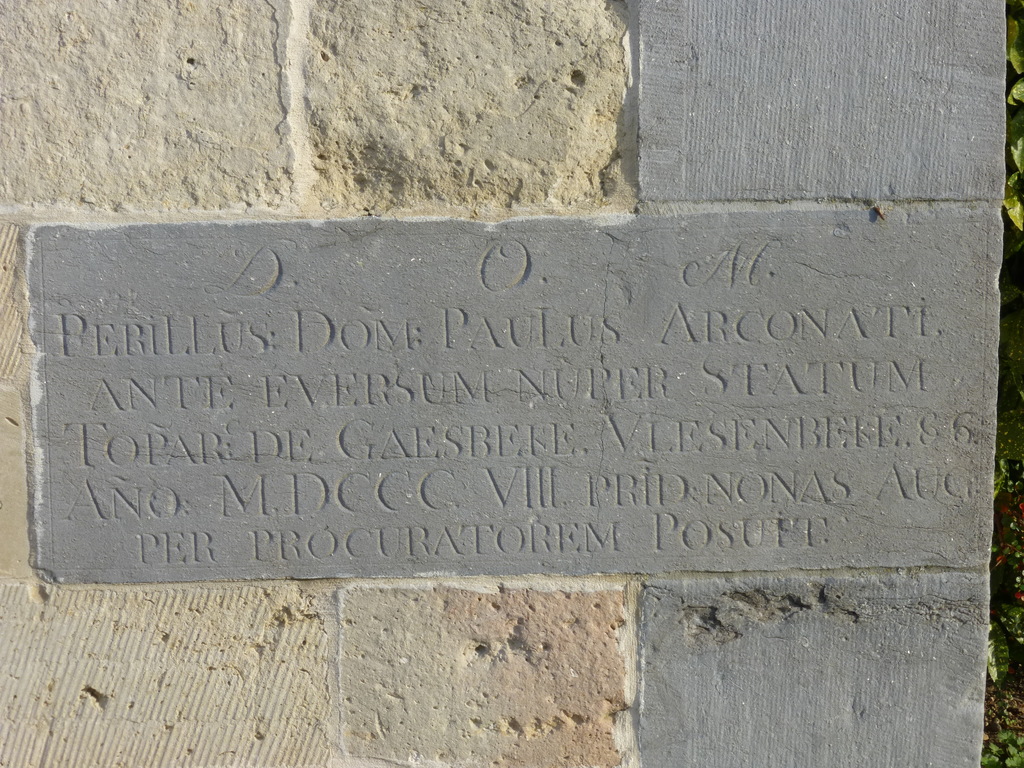 D. O. M.
PERILLUS: DOM̃: PAULUS ARCONATI,
ANTE EVERSUM NUPER STATUM
TOPAR: DE GAESBEKE, VLESENBEKE, & G.
AÑO: M.DCCC VIII. PRID: NONAS AUG:
PER PROCURATOREM POSUIT.